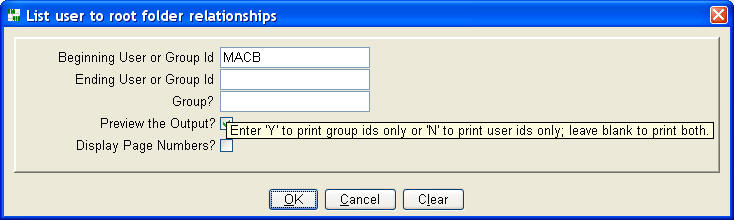 List user to root folder relationships
Beginning User or Group Id MACB
Ending User or Group Id
Group?
Preview the Output?
Enter 'Y' to print group ids only or 'N' to print user ids only; leave blank to print both.
Display Page Numbers?
OK Cancel Clear